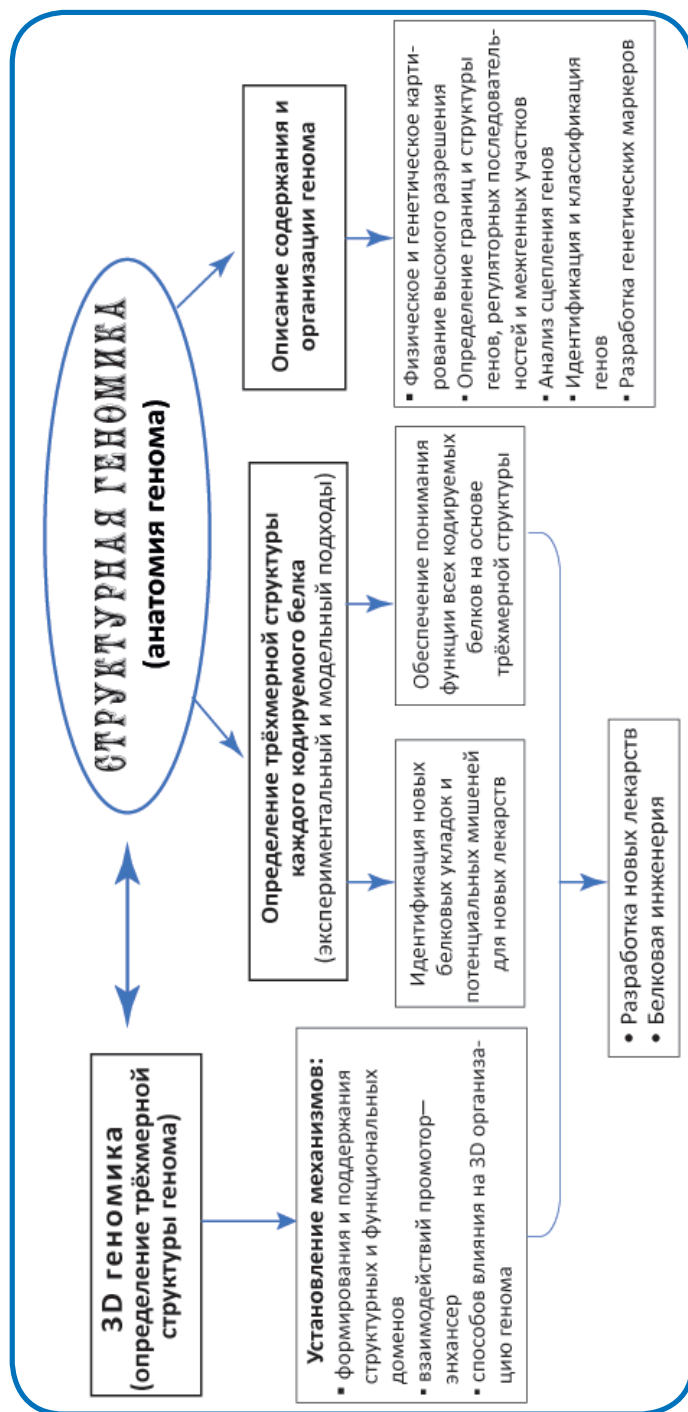 СТРУКТУРНАЯ ГЕНОМИКА
(анатомия генома)
3D геномика
(определение трёхмерной
структуры генома)
Установление механизмов:
▪ формирования и поддержания
структурных и функциональных
доменов
▪ взаимодействий промотор—
энхансер
▪ способов влияния на 3D организа-
цию генома
Определение трёхмерной структуры
каждого кодируемого белка
(экспериментальный и модельный подходы)
Идентификация новых
белковых укладок и
потенциальных мишеней
для новых лекарств
Обеспечение понимания
функции всех кодируемых
белков на основе
трёхмерной структуры
• Разработка новых лекарств
• Белковая инженерия
Описание содержания и
организации генома
▪ Физическое и генетическое карти-
рование высокого разрешения
▪ Определение границ и структуры
генов, регуляторных последователь-
ностей и межгенных участков
▪ Анализ сцепления генов
▪ Идентификация и классификация
генов
▪ Разработка генетических маркеров